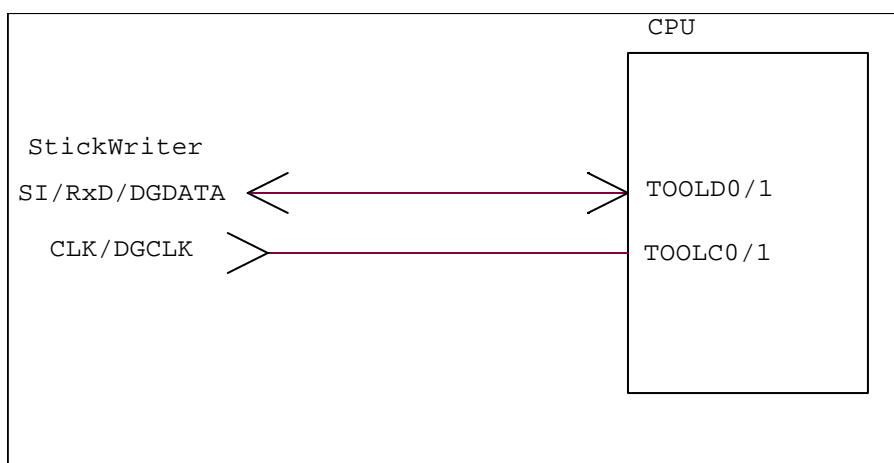 CPU
StickWriter
SI/RxD/DGDATA
TOOLD0/1
CLK/DGCLK
TOOLC0/1